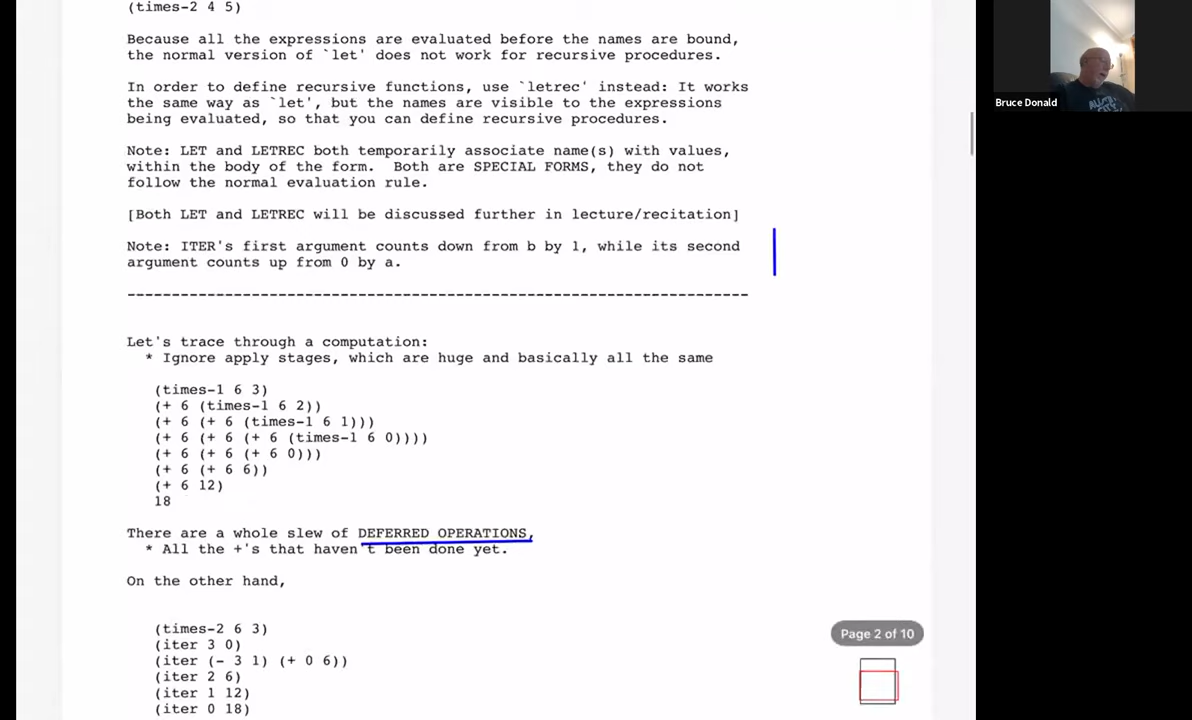 (times-2 4 5)
Because all the expressions are evaluated before the names are bound,
the normal version of `let' does not work for recursive procedures.
In order to define recursive functions, use `letrec' instead: It works
the same way as `let', but the names are visible to the expressions
being evaluated, so that you can define recursive procedures.
Note: LET and LETREC both temporarily associate name(s) with values,
within the body of the form.  Both are SPECIAL FORMS, they do not
follow the normal evaluation rule.
[Both LET and LETREC will be discussed further in lecture/recitation]
Note: ITER's first argument counts down from b by 1, while its second
argument counts up from 0 by a.
----------------------------------------------------------------------
Let's trace through a computation:
* Ignore apply stages, which are huge and basically all the same
(times-1 6 3)
(+ 6 (times-1 6 2))
(+ 6 (+ 6 (times-1 6 1)))
(+ 6 (+ 6 (+ 6 (times-1 6 0))))
(+ 6 (+ 6 (+ 6 0)))
(+ 6 (+ 6 6))
(+ 6 12)
18
There are a whole slew of DEFERRED OPERATIONS,
* All the +'s that haven't been done yet.
On the other hand,
(times-2 6 3)
(iter 3 0)
(iter (- 3 1) (+ 0 6))
(iter 2 6)
(iter 1 12)
(iter 0 18)
Page 2 of 10
Bruce Donald